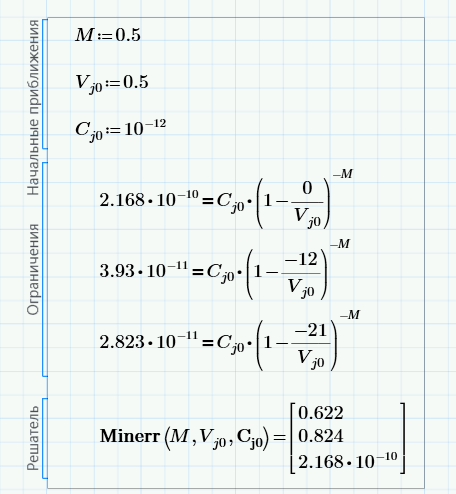 Начальные приближения
M:=0.5
V_j0:=0.5
C_j0:=10^−12
Ограничения
2.168•10^−10=C_j0•(1−0/V_j0)^−M
3.93•10^−11=C_j0•(1−−12/V_j0)^−M
2.823•10^−11=C_j0•(1−−21/V_j0)^−M
Решатель
Minerr(M,V_j0,C_j0)=[0.622
0.824
2.168•10^−10]